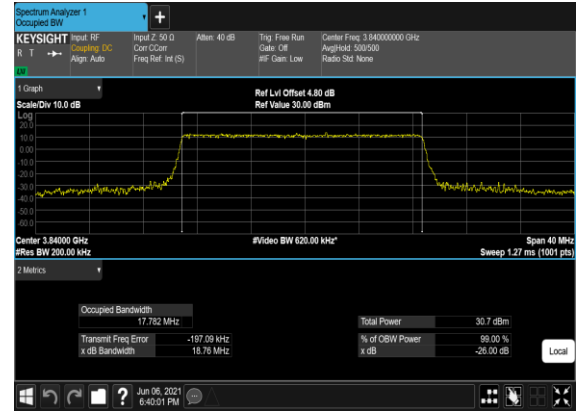 Spectrum Analyzer 1
Occupied BW
+
KEYSIGHT Input: RF Input Z: 50 Ω Atten: 40 dB Trig: Free Run Center Freq: 3.840000000 GHz
R T Coupling: DC Corr CCorr Gate: Off Avg|Hold: 500/500
Align: Auto Freq Ref: Int (S) #IF Gain: Low Radio Std: None
LV
1 Graph
Ref Lvl Offset 4.80 dB
Scale/Div 10.0 dB Ref Value 30.00 dBm
Log
20.0
10.0
0.00
-10.0
-20.0
-30.0
-40.0
-50.0
-60.0
Center 3.84000 GHz #Video BW 620.00 kHz* Span 40 MHz
#Res BW 200.00 kHz Sweep 1.27 ms (1001 pts)
2 Metrics
Occupied Bandwidth
17.782 MHz Total Power 30.7 dBm
Transmit Freq Error -197.09 kHz % of OBW Power 99.00 %
x dB Bandwidth 18.76 MHz x dB -26.00 dB
Local
?
Jun 06, 2021
6:40:01 PM